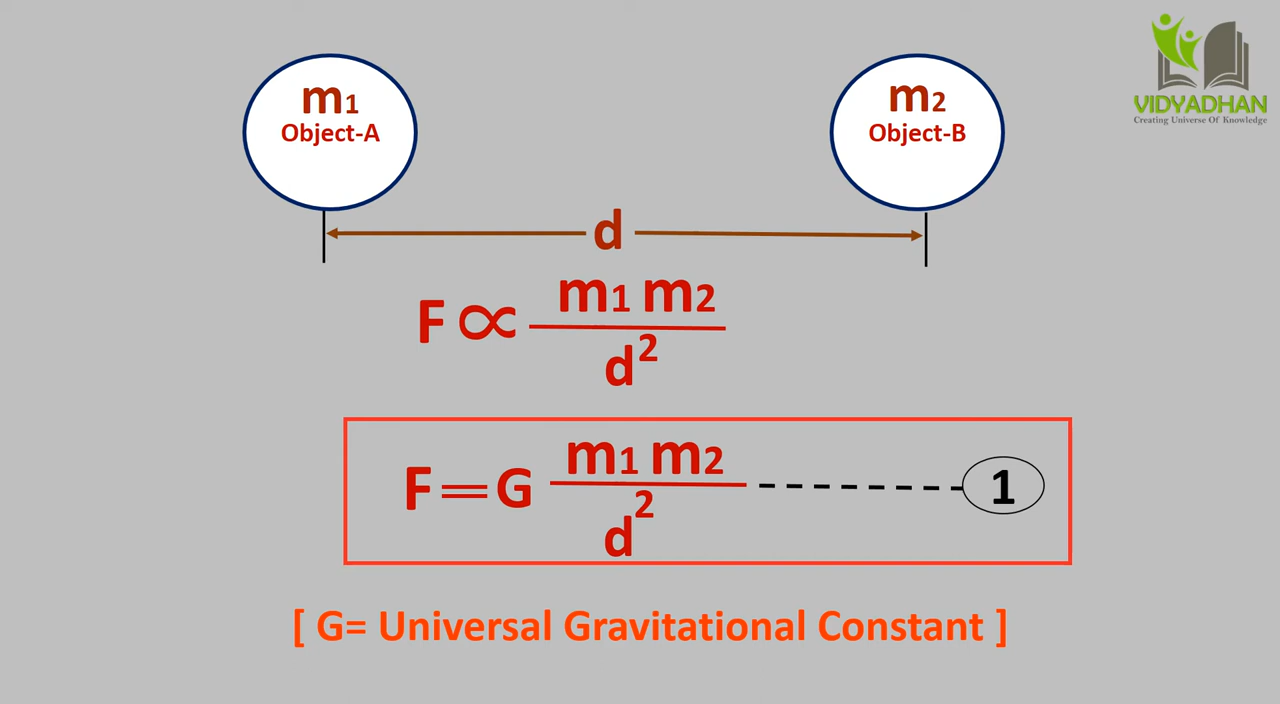 m1
Object-A
m2
Object-B
VIDYADHAN
Creating Universe Of Knowledge
d
F ∝ m1 m2
d2
F = G m1 m2
d2
1
[ G= Universal Gravitational Constant ]